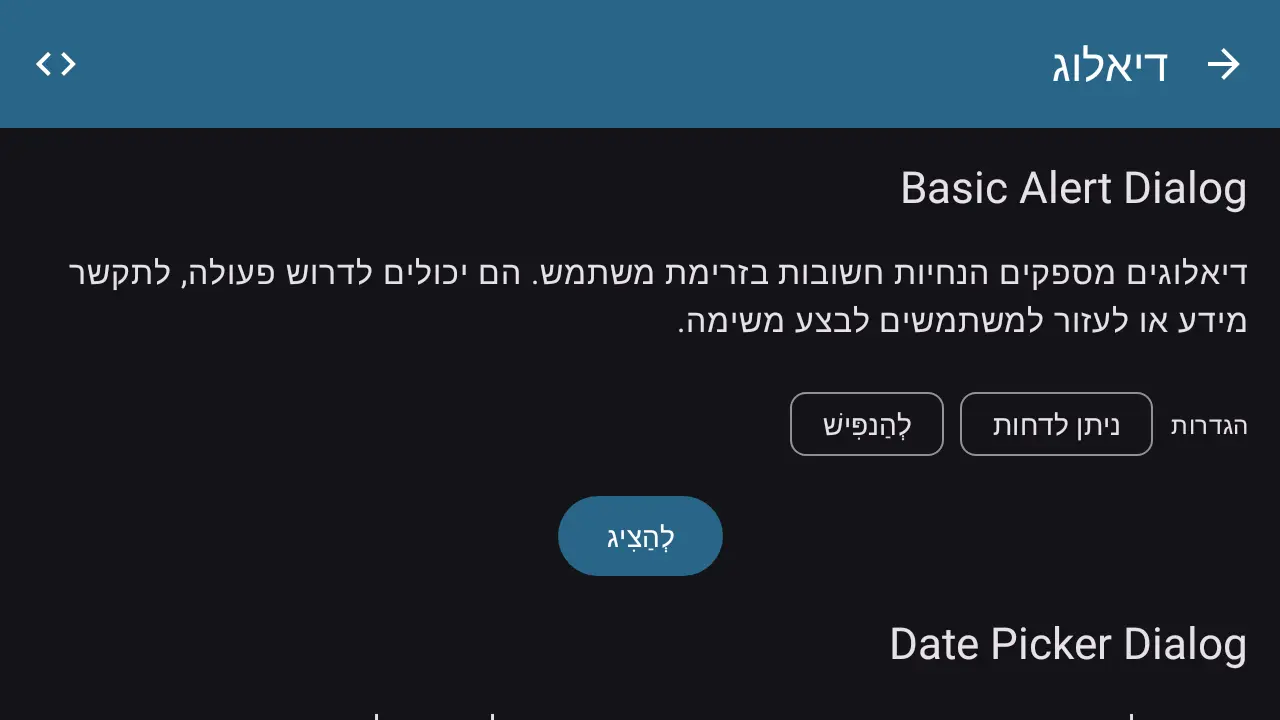 דיאלוג
Basic Alert Dialog
דיאלוגים מספקים הנחיות חשובות בזרימת משתמש. הם יכולים לדרוש פעולה, לתקשר
מידע או לעזור למשתמשים לבצע משימה.
הגדרות ניתן לדחות לְהַנפִּישׁ
לְהַצִיג
Date Picker Dialog